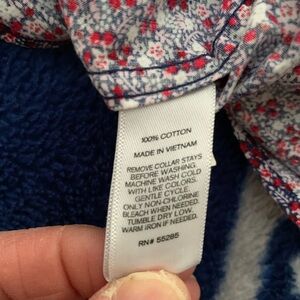 100% COTTON
MADE IN VIETNAM
REMOVE COLLAR STAYS
BEFORE WASHING.
MACHINE WASH COLD
WITH LIKE COLORS.
GENTLE CYCLE.
ONLY NON-CHLORINE
BLEACH WHEN NEEDED.
TUMBLE DRY LOW.
WARM IRON IF NEEDED.
RN# 55285